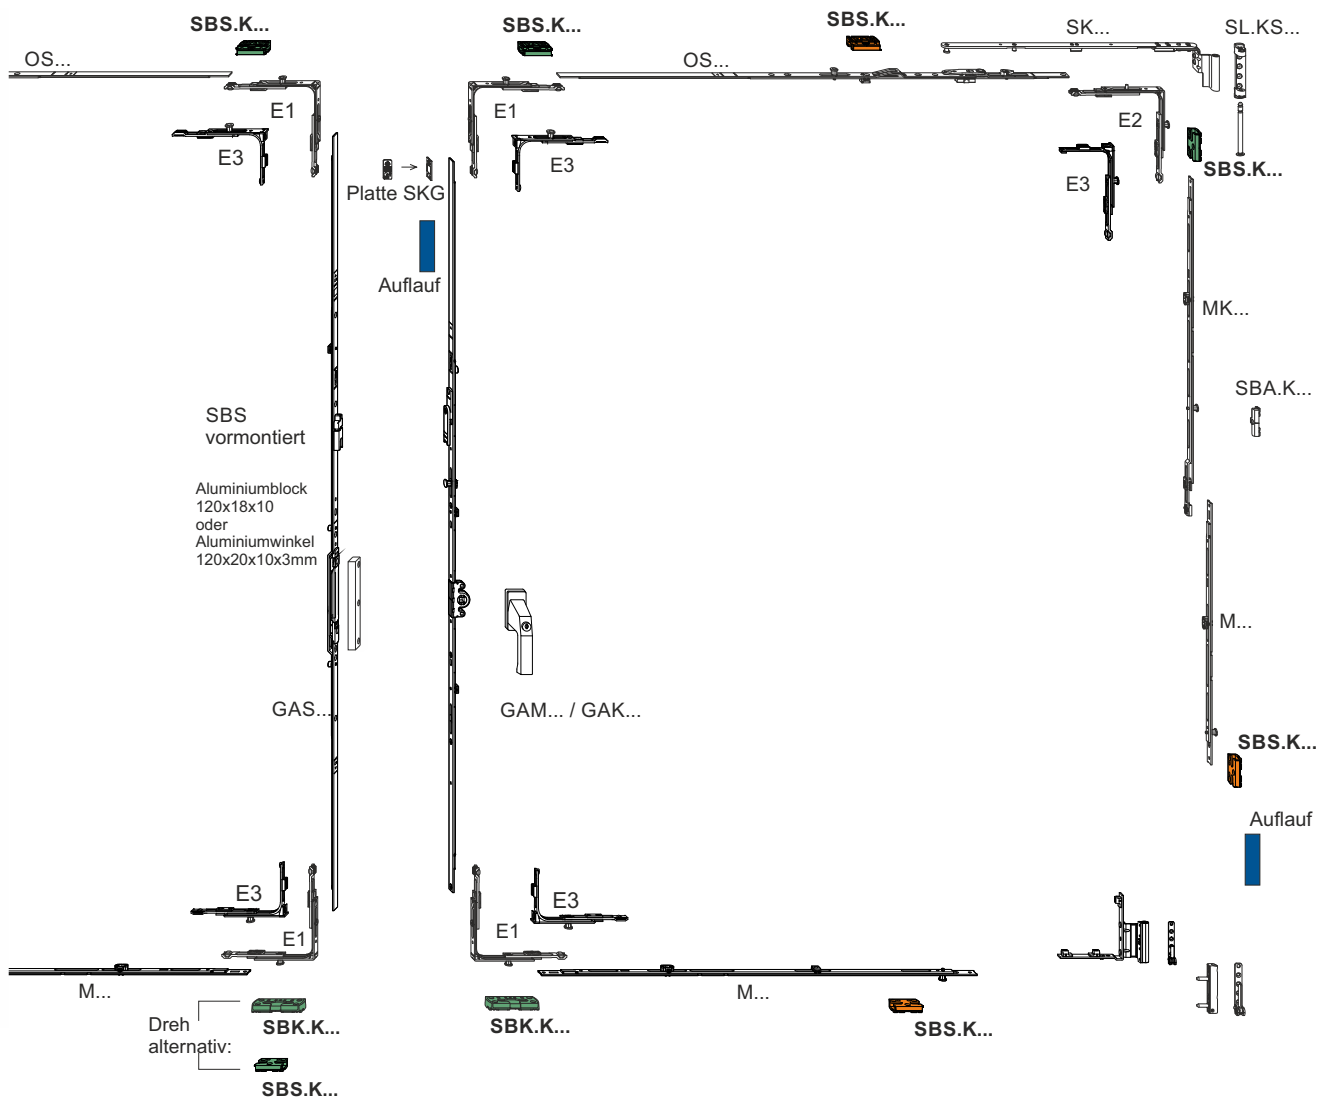 SBS.K...
SBS.K...
SBS.K...
SK...
SL.KS...
OS...
OS...
E1
E1
E2
E3
E3
E3
SBS.K...
Platte SKG
Auflauf
MK...
SBA.K...
SBS
vormontiert
Aluminiumblock
120x18x10
oder
Aluminiumwinkel
120x20x10x3mm
M...
GAS...
GAM... / GAK...
SBS.K...
Auflauf
E3
E3
E1
E1
M...
M...
Dreh
alternativ:
SBK.K...
SBK.K...
SBS.K...
SBS.K...